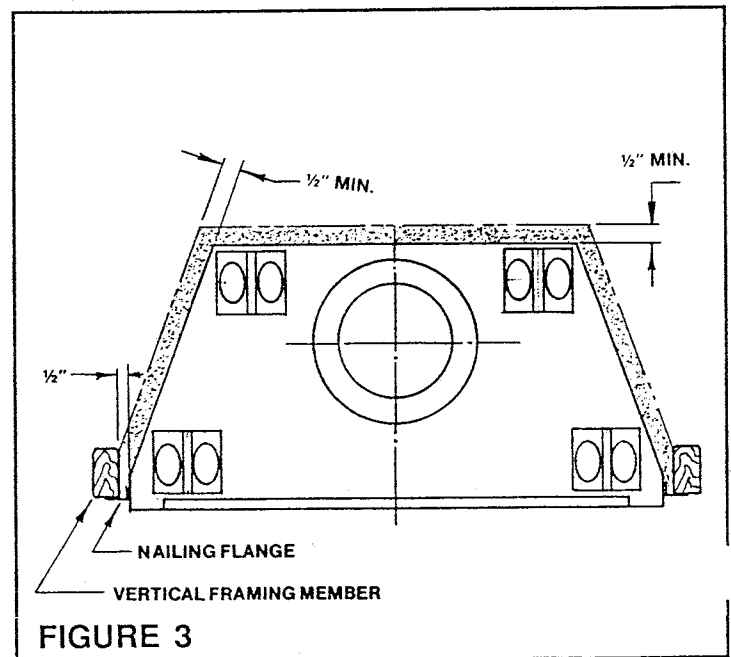 ½" MIN.
½" MIN.
½"
NAILING FLANGE
VERTICAL FRAMING MEMBER
FIGURE 3